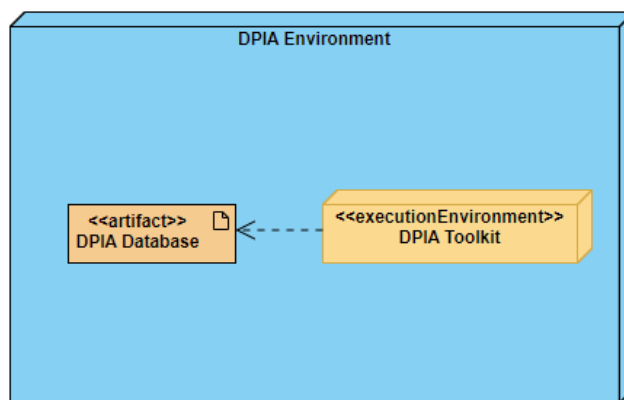 DPIA Environment
<<artifact>>
DPIA Database
<<executionEnvironment>>
DPIA Toolkit